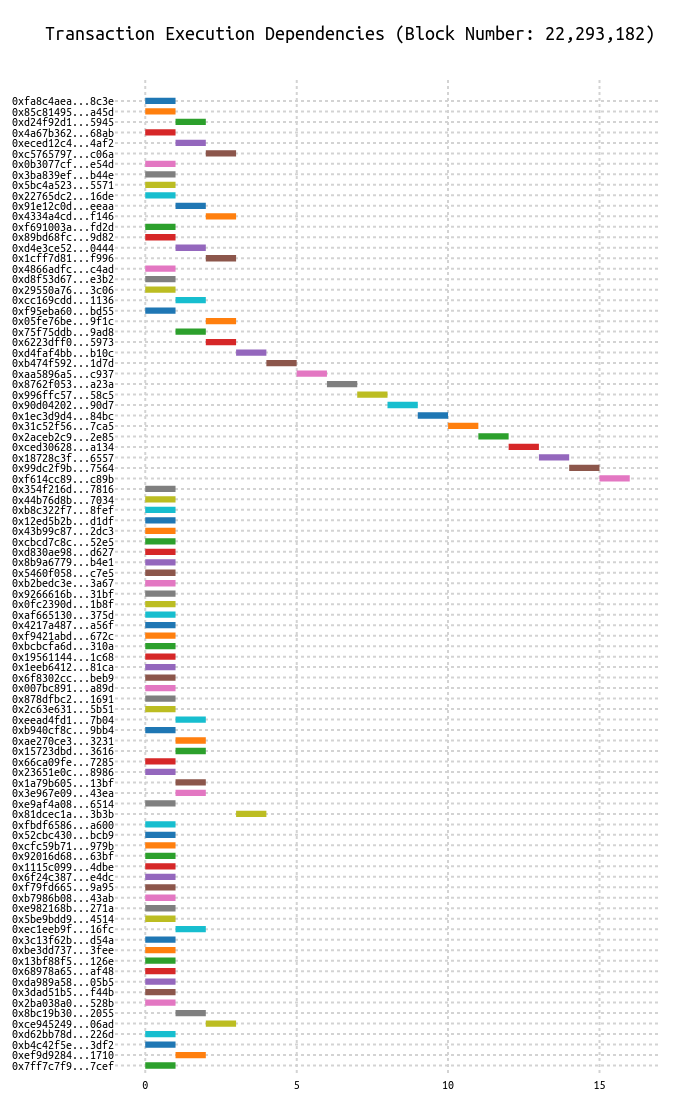 Transaction Execution Dependencies (Block Number: 22,293,182)
0xfa8c4aea...8c3e
0x85c81495...a45d
0xd24f92d1...5945
0x4a67b362...68ab
0xeced12c4...4af2
0xc5765797...c06a
0x0b3077cf...e54d
0x3ba839ef...b44e
0x5bc4a523...5571
0x22765dc2...16de
0x91e12c0d...eeaa
0x4334a4cd...f146
0xf691003a...fd2d
0x89bd68fc...9d82
0xd4e3ce52...0444
0x1cff7d81...f996
0x4866adfc...c4ad
0xd8f53d67...e3b2
0x29550a76...3c06
0xcc169cdd...1136
0xf95eba60...bd55
0x05fe76be...9f1c
0x75f75ddb...9ad8
0x6223dff0...5973
0xd4faf4bb...b10c
0xb474f592...1d7d
0xaa5896a5...c937
0x8762f053...a23a
0x996ffc57...58c5
0x90d04202...90d7
0x1ec3d9d4...84bc
0x31c52f56...7ca5
0x2aceb2c9...2e85
0xced30628...a134
0x18728c3f...6557
0x99dc2f9b...7564
0xf614cc89...c89b
0x354f216d...7816
0x44b76d8b...7034
0xb8c322f7...8fef
0x12ed5b2b...d1df
0x43b99c87...2dc3
0xcbcd7c8c...52e5
0xd830ae98...d627
0x8b9a6779...b4e1
0x5460f058...c7e5
0xb2bedc3e...3a67
0x9266616b...31bf
0x0fc2390d...1b8f
0xaf665130...375d
0x4217a487...a56f
0xf9421abd...672c
0xbcbcfa6d...310a
0x19561144...1c68
0x1eeb6412...81ca
0x6f8302cc...beb9
0x007bc891...a89d
0x878dfbc2...1691
0x2c63e631...5b51
0xeead4fd1...7b04
0xb940cf8c...9bb4
0xae270ce3...3231
0x15723dbd...3616
0x66ca09fe...7285
0x23651e0c...8986
0x1a79b605...13bf
0x3e967e09...43ea
0xe9af4a08...6514
0x81dcec1a...3b3b
0xfbdf6586...a600
0x52cbc430...bcb9
0xcfc59b71...979b
0x92016d68...63bf
0x1115c099...4dbe
0x6f24c387...e4dc
0xf79fd665...9a95
0xb7986b08...43ab
0xe982168b...271a
0x5be9bdd9...4514
0xec1eeb9f...16fc
0x3c13f62b...d54a
0xbe3dd737...3fee
0x13bf88f5...126e
0x68978a65...af48
0xda989a58...05b5
0x3dad51b5...f44b
0x2ba038a0...528b
0x8bc19b30...2055
0xce945249...06ad
0xd62bb78d...226d
0xb4c42f5e...3df2
0xef9d9284...1710
0x7ff7c7f9...7cef
0 5 10 15